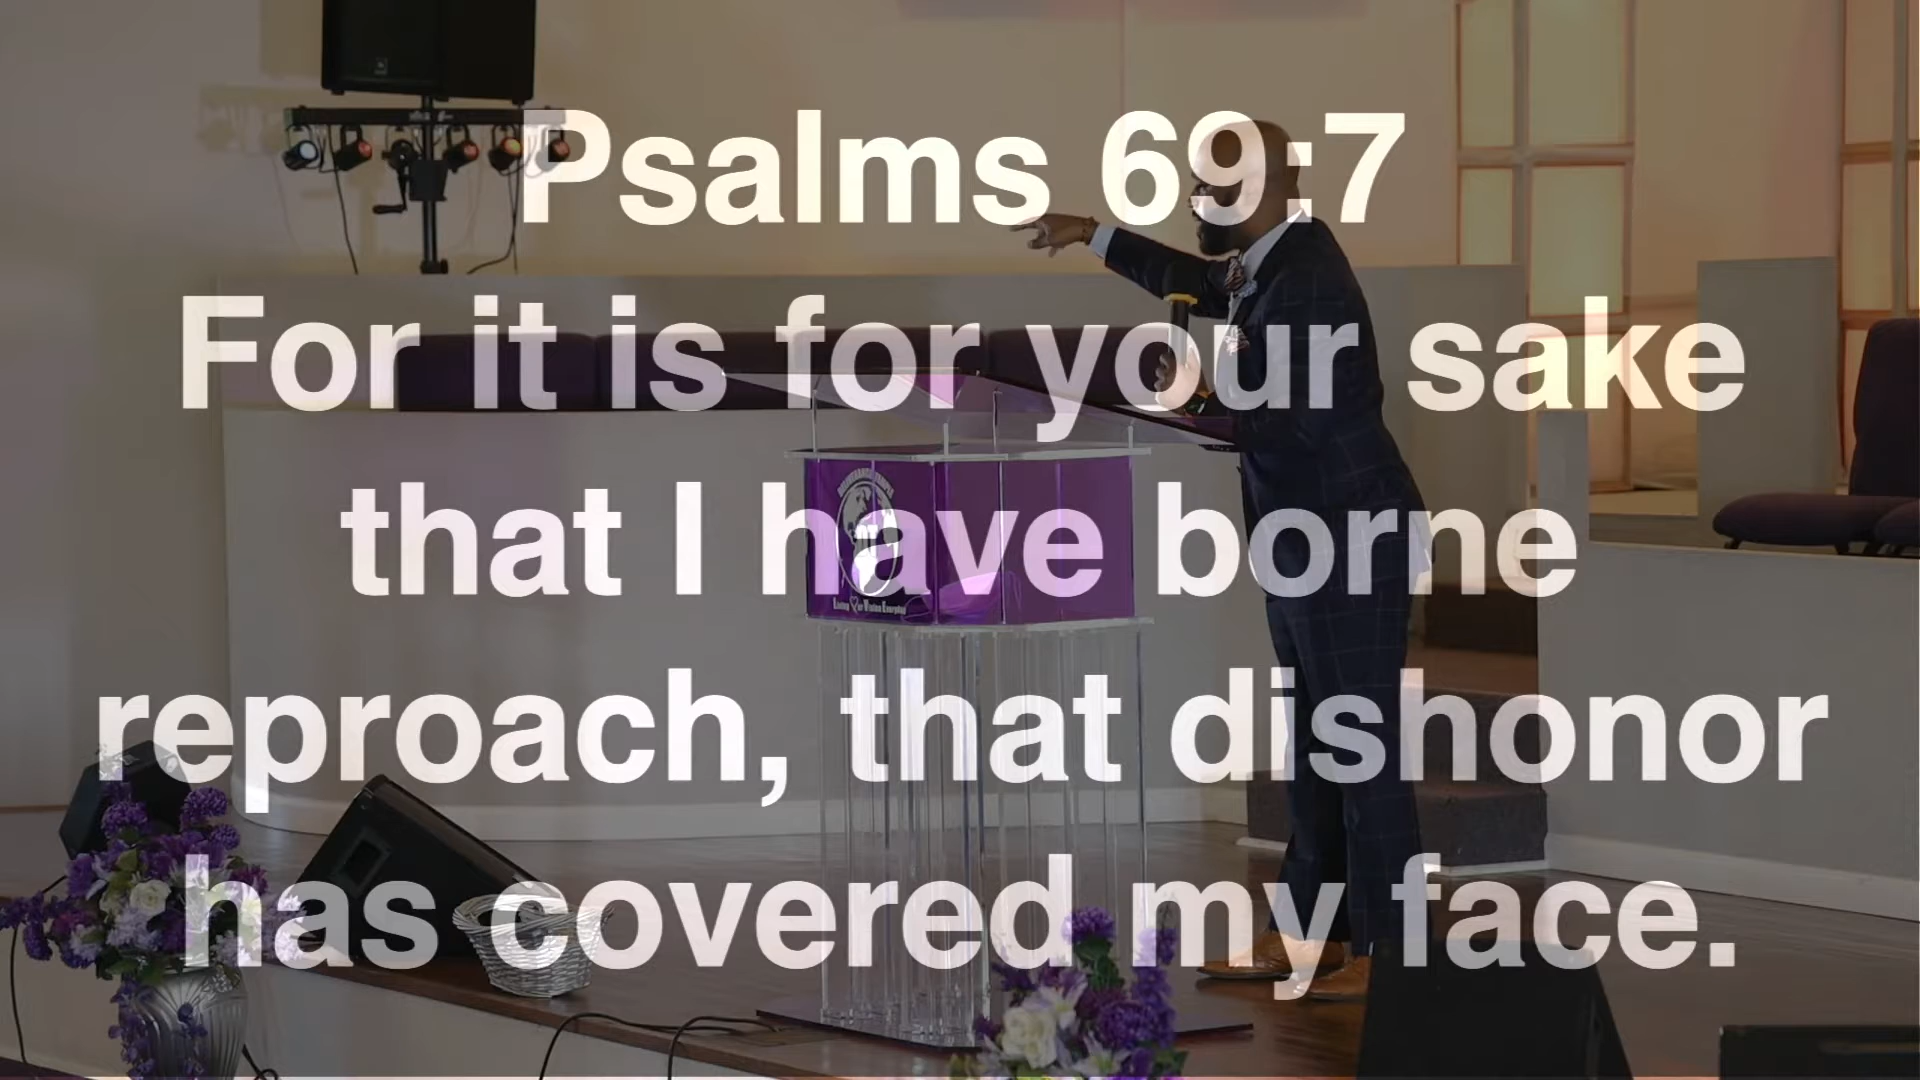 Psalms 69:7
For it is for your sake
that I have borne
reproach, that dishonor
has covered my face.